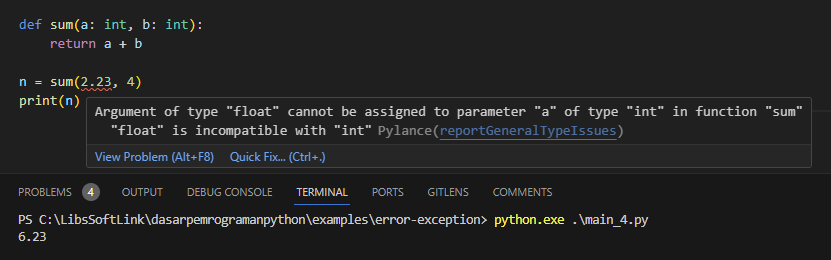 def sum(a: int, b: int):
    return a + b
n = sum(2.23, 4)
print(n)
Argument of type "float" cannot be assigned to parameter "a" of type "int" in function "sum"
  "float" is incompatible with "int" Pylance(reportGeneralTypeIssues)
View Problem (Alt+F8) Quick Fix... (Ctrl+.)
PROBLEMS 4 OUTPUT DEBUG CONSOLE TERMINAL PORTS GITLENS COMMENTS
PS C:\LibsSoftLink\dasarpemrogramanpython\examples\error-exception> python.exe .\main_4.py
6.23